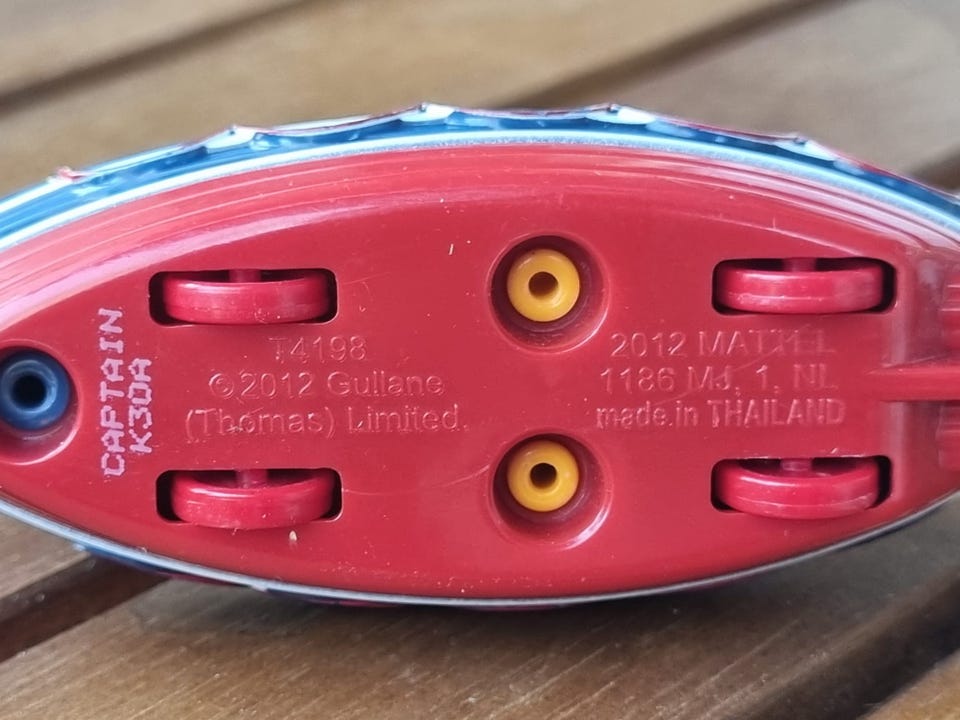 CAPTAIN
K30A
T4198
©2012 Gullane
(Thomas) Limited.
2012 MATTEL
1186 MJ, 1, NL
made in THAILAND